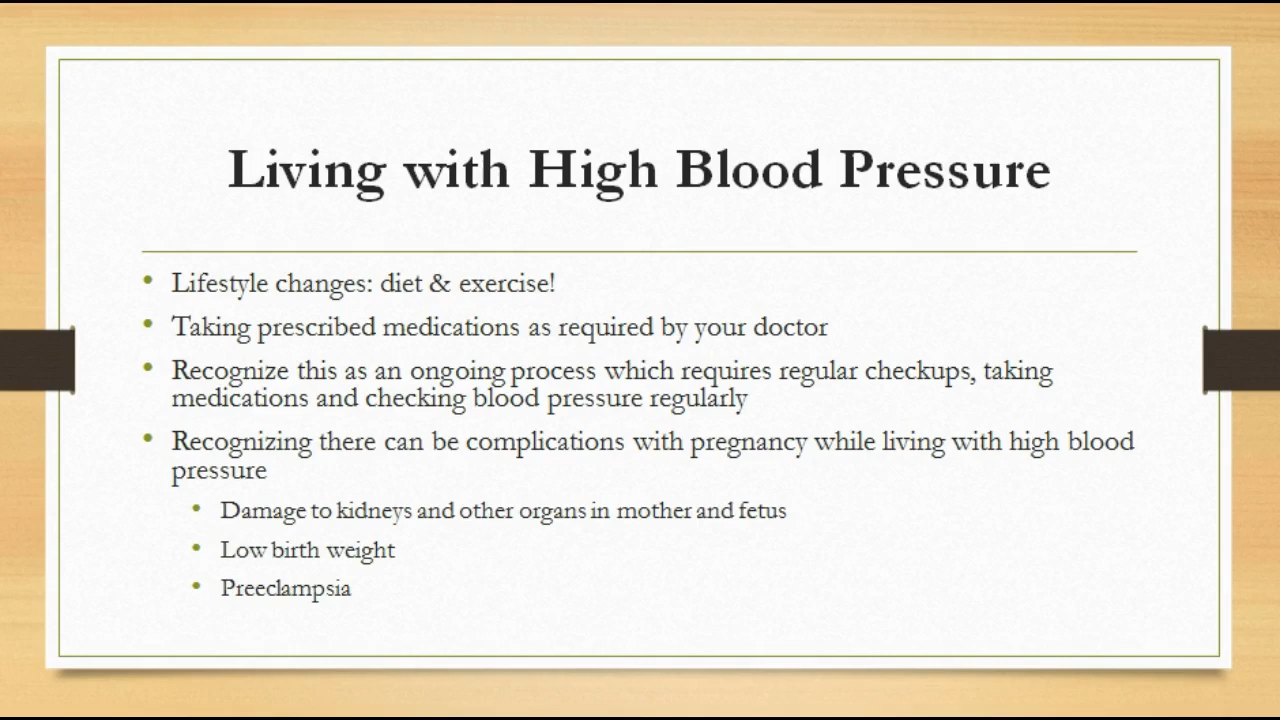 Living with High Blood Pressure
• Lifestyle changes: diet & exercise!
• Taking prescribed medications as required by your doctor
• Recognize this as an ongoing process which requires regular checkups, taking
medications and checking blood pressure regularly
• Recognizing there can be complications with pregnancy while living with high blood
pressure
• Damage to kidneys and other organs in mother and fetus
• Low birth weight
• Preeclampsia